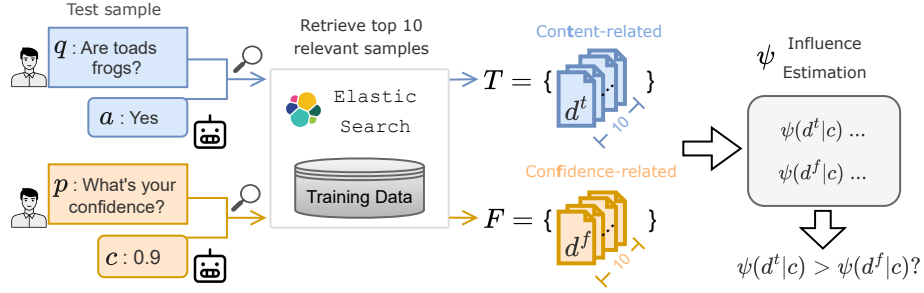 Test sample
q : Are toads
frogs?
a : Yes
p : What's your
confidence?
c : 0.9
Retrieve top 10
relevant samples
Elastic
Search
Training Data
Content-related
T = { d^t }
10
Confidence-related
F = { d^f }
10
ψ Influence
Estimation
ψ(d^t|c) ...
ψ(d^f|c) ...
ψ(d^t|c) > ψ(d^f|c)?